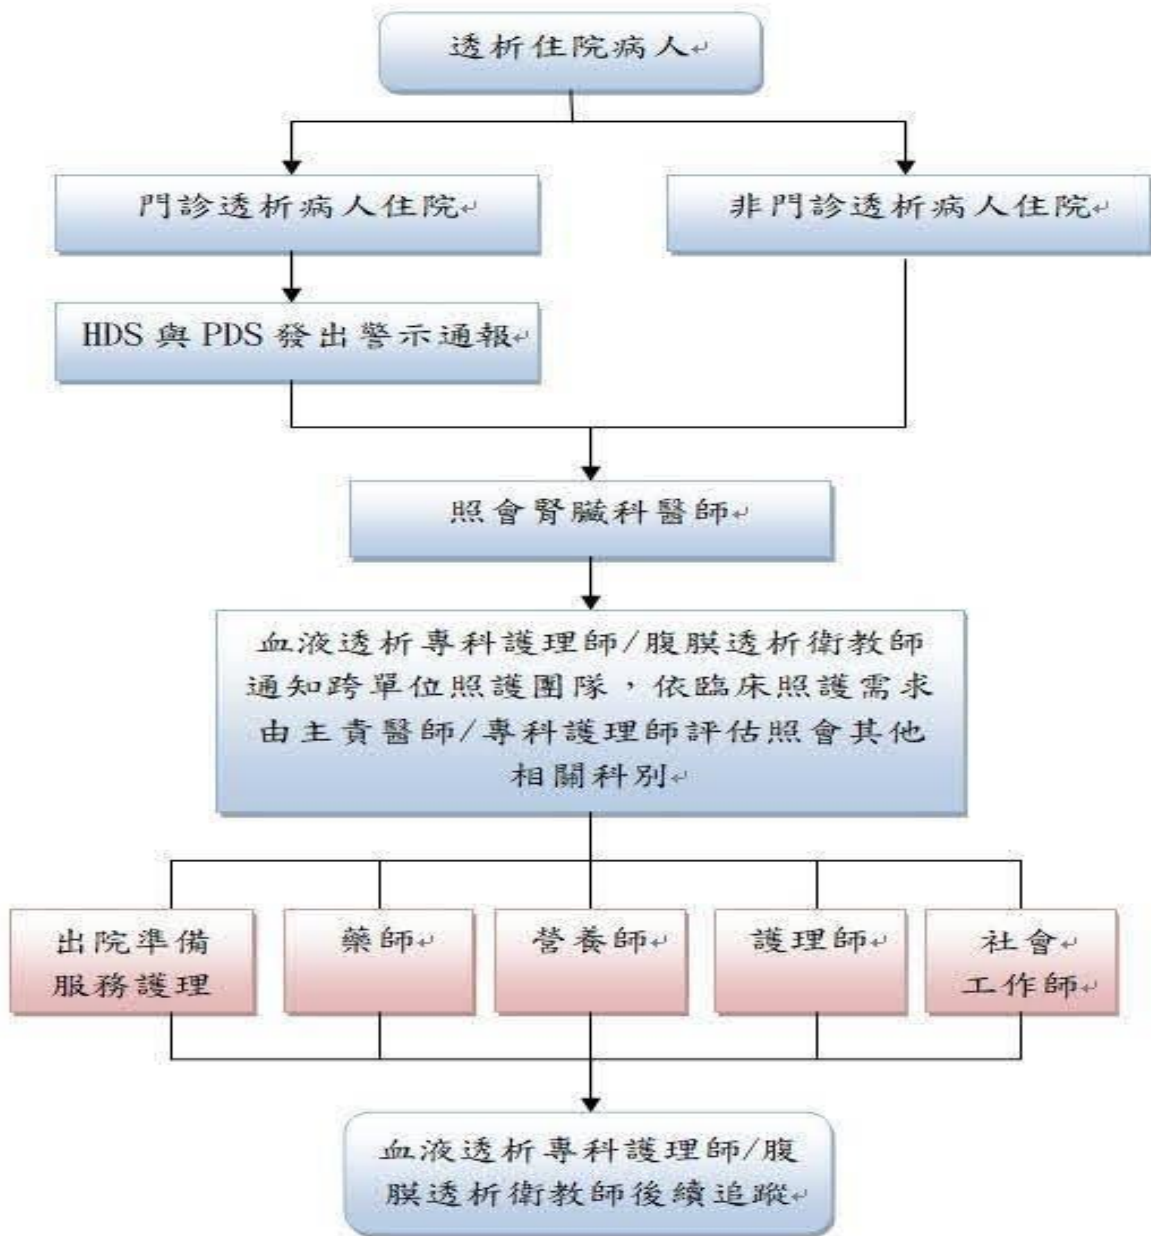 透析住院病人
門診透析病人住院
非門診透析病人住院
HDS 與 PDS 發出警示通報
照會腎臟科醫師
血液透析專科護理師/腹膜透析衛教師
通知跨單位照護團隊，依臨床照護需求
由主責醫師/專科護理師評估照會其他
相關科別
出院準備
服務護理
藥師
營養師
護理師
社會
工作師
血液透析專科護理師/腹
膜透析衛教師後續追蹤